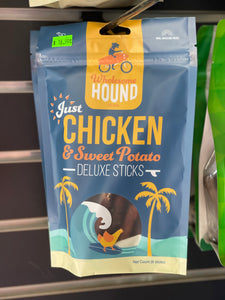 Wholesome
HOUND
Just
CHICKEN
& Sweet Potato
DELUXE STICKS